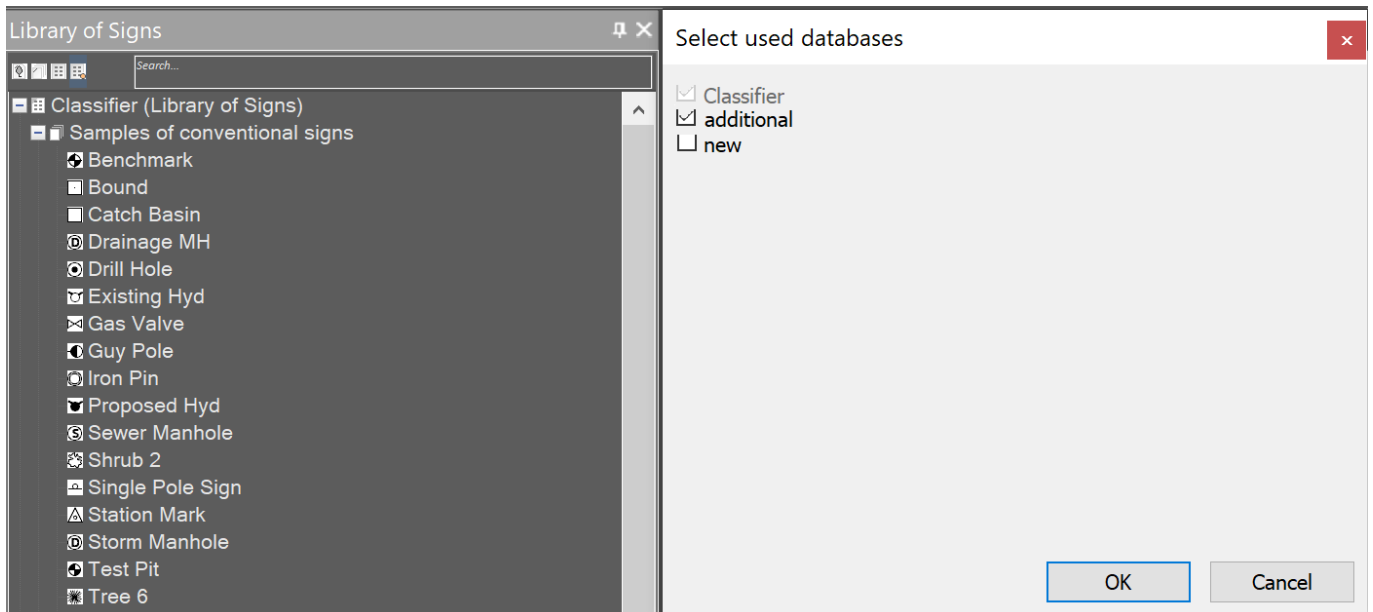 Library of Signs
Search...
Classifier (Library of Signs)
Samples of conventional signs
Benchmark
Bound
Catch Basin
Drainage MH
Drill Hole
Existing Hyd
Gas Valve
Guy Pole
Iron Pin
Proposed Hyd
Sewer Manhole
Shrub 2
Single Pole Sign
Station Mark
Storm Manhole
Test Pit
Tree 6
Select used databases
Classifier
additional
new
OK
Cancel